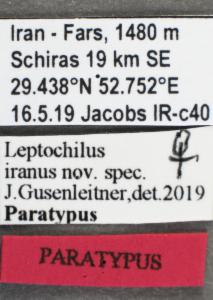 Iran - Fars, 1480 m
Schiras 19 km SE
29.438°N 52.752°E
16.5.19 Jacobs IR-c40
Leptochilus
iranus nov. spec.
J.Gusenleitner,det.2019
Paratypus
PARATYPUS